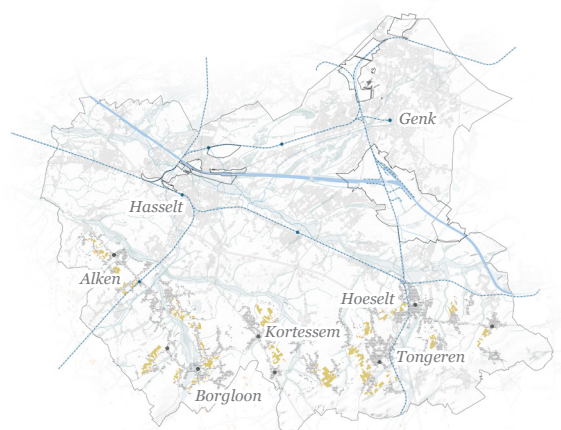 Genk
Hasselt
Alken
Hoeselt
Kortessem
Tongeren
Borgloon